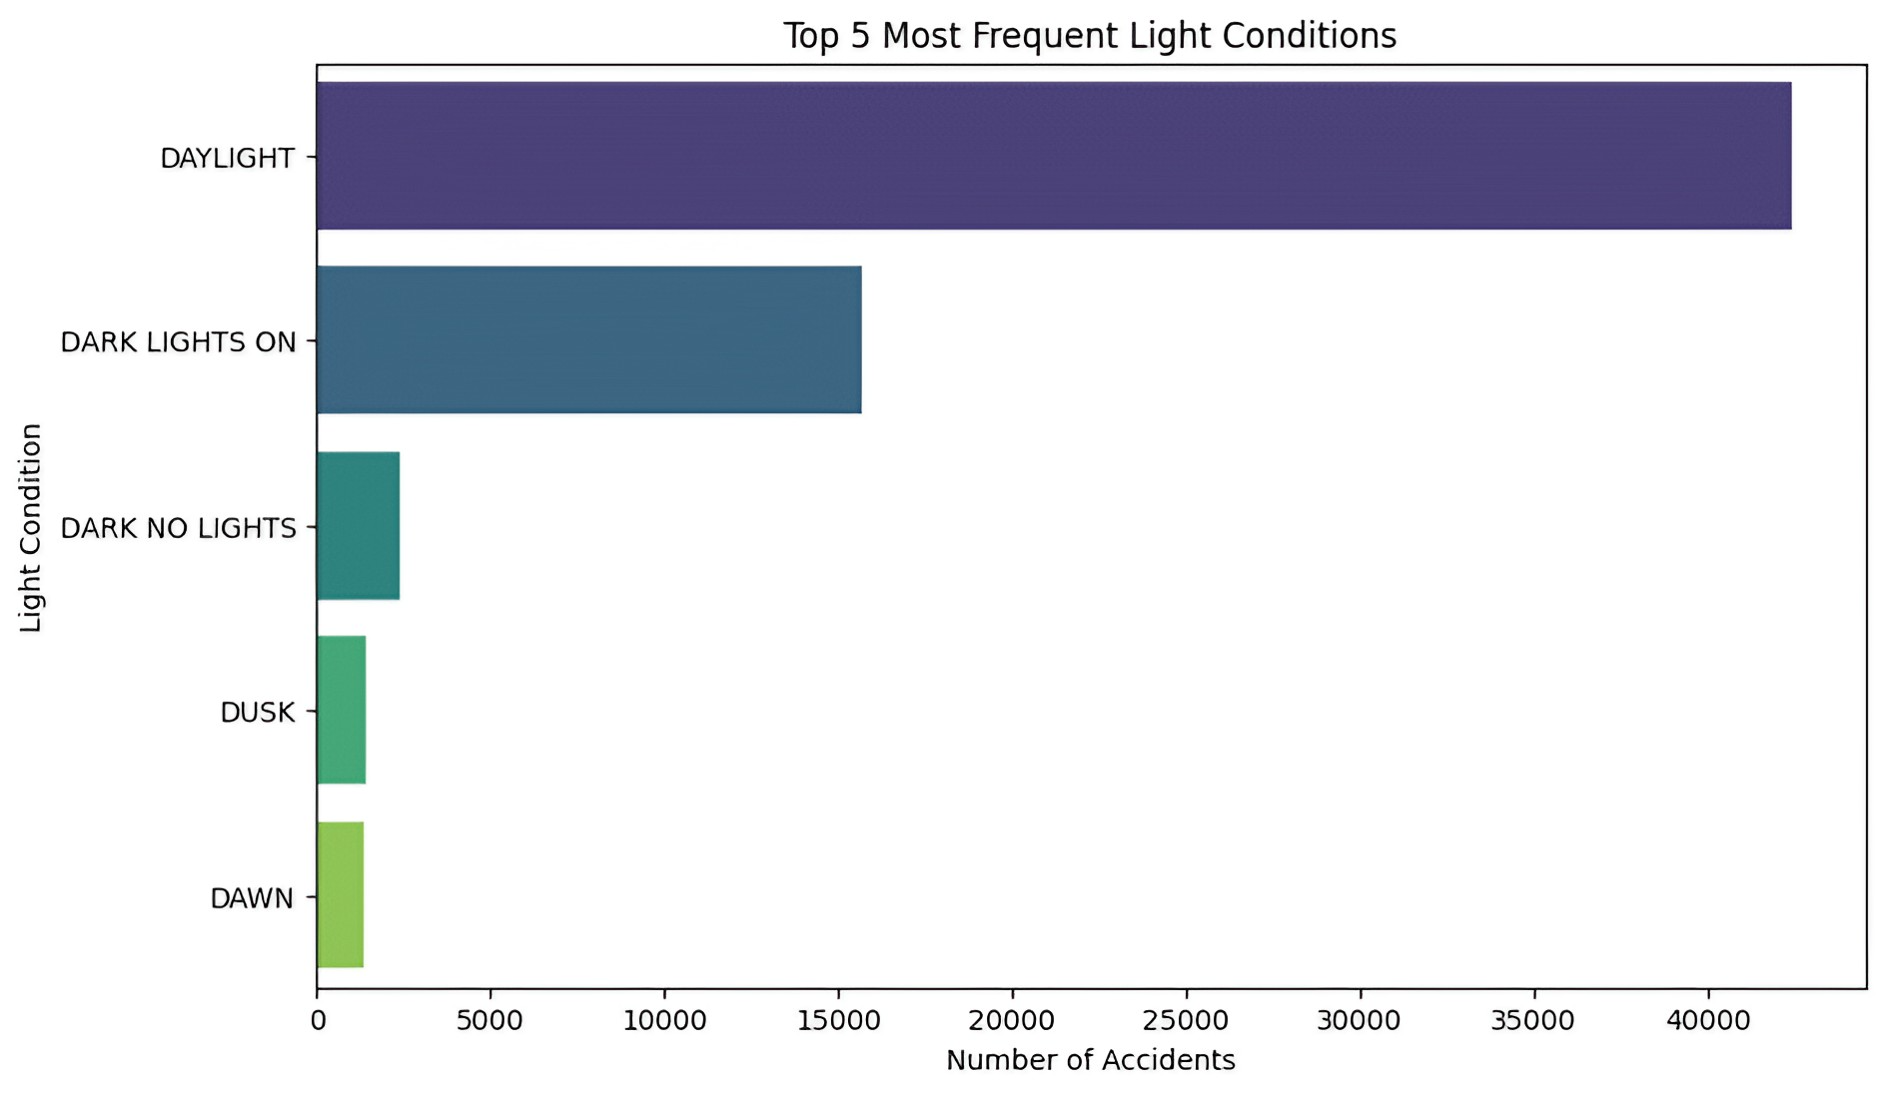 Top 5 Most Frequent Light Conditions
Light Condition
DAYLIGHT
DARK LIGHTS ON
DARK NO LIGHTS
DUSK
DAWN
0 5000 10000 15000 20000 25000 30000 35000 40000
Number of Accidents